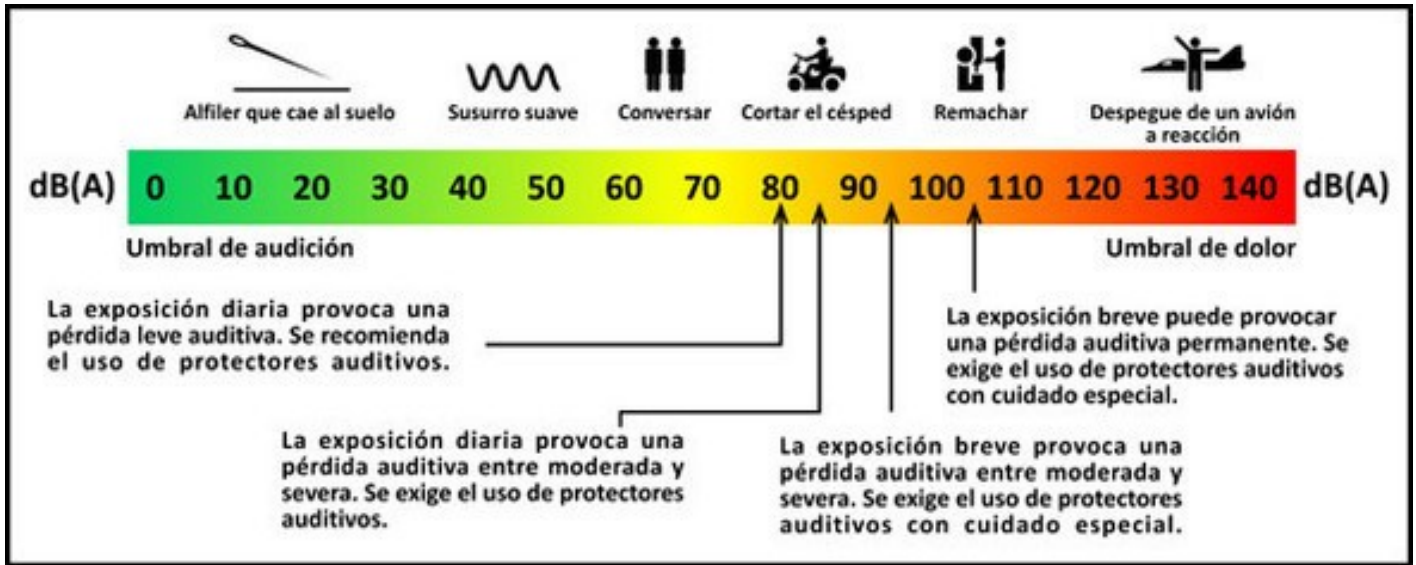 Alfiler que cae al suelo
Susurro suave
Conversar
Cortar el césped
Remachar
Despegue de un avión
a reacción
dB(A) 0 10 20 30 40 50 60 70 80 90 100 110 120 130 140 dB(A)
Umbral de audición
Umbral de dolor
La exposición diaria provoca una
pérdida leve auditiva. Se recomienda
el uso de protectores auditivos.
La exposición breve puede provocar
una pérdida auditiva permanente. Se
exige el uso de protectores auditivos
con cuidado especial.
La exposición diaria provoca una
pérdida auditiva entre moderada y
severa. Se exige el uso de protectores
auditivos.
La exposición breve provoca una
pérdida auditiva entre moderada y
severa. Se exige el uso de protectores
auditivos con cuidado especial.